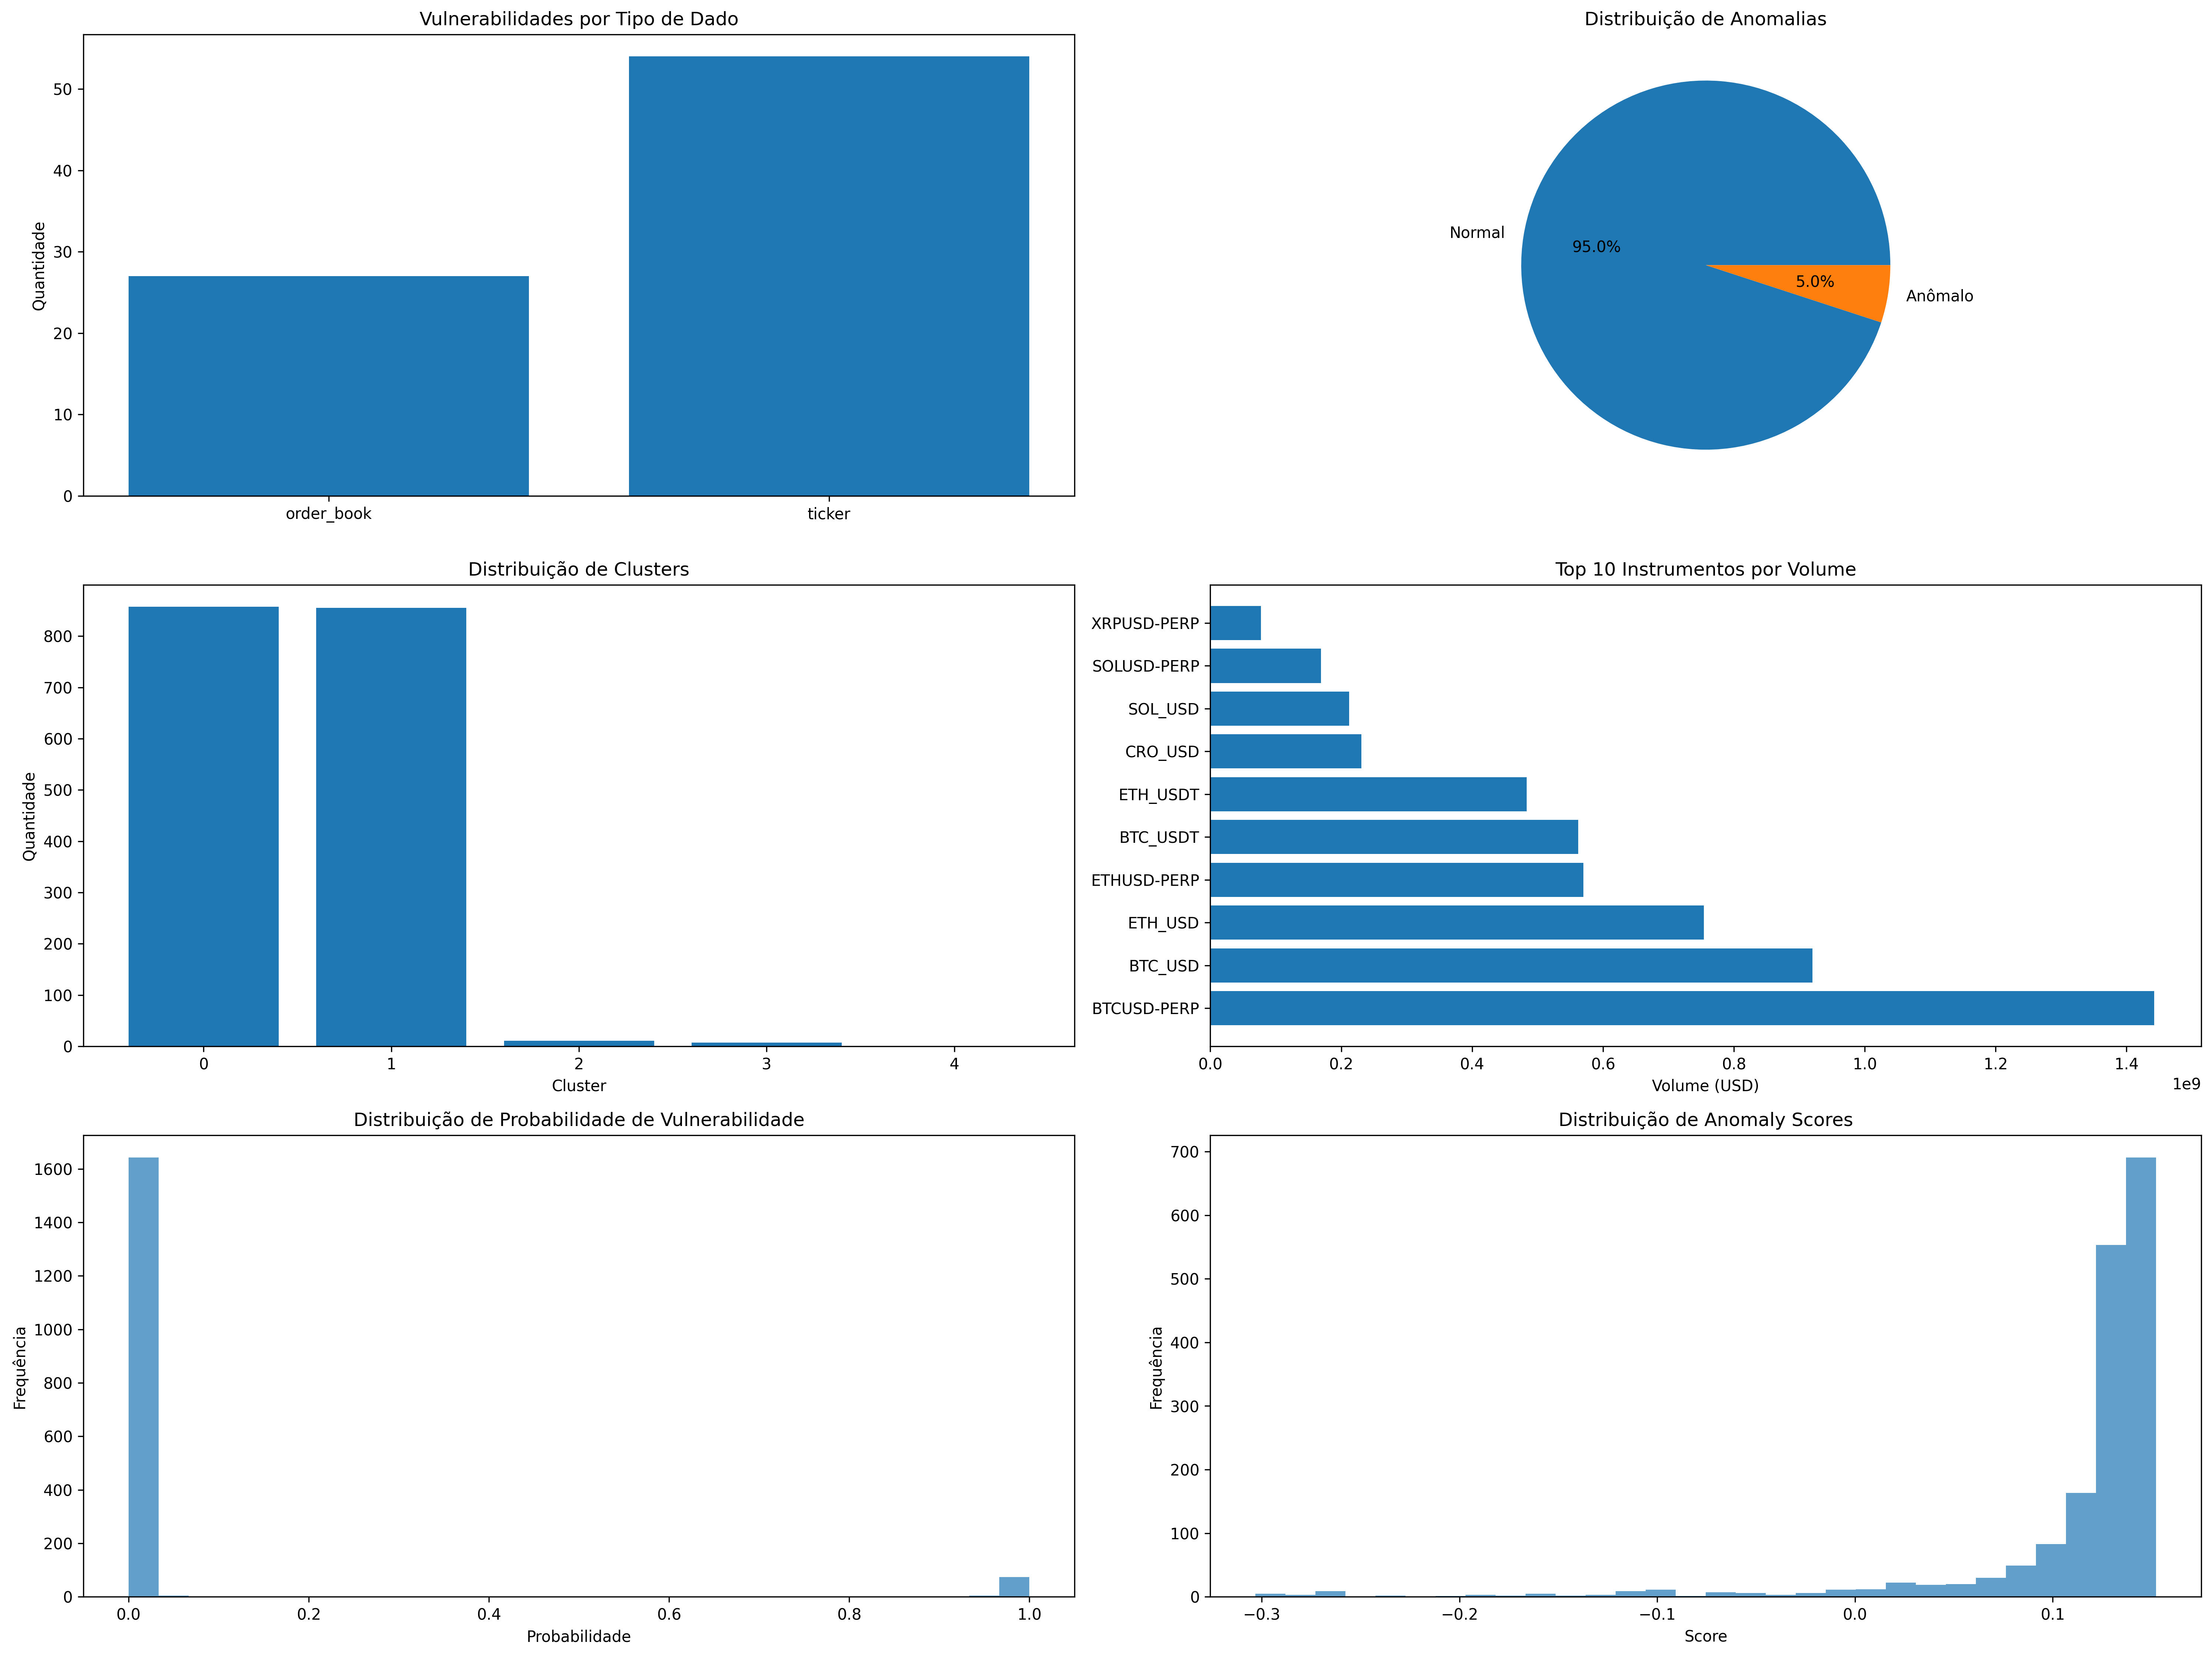 Vulnerabilidades por Tipo de Dado
Quantidade
50
40
30
20
10
0
order_book
ticker
Distribuição de Anomalias
Normal
95.0%
5.0%
Anômalo
Distribuição de Clusters
Quantidade
800
700
600
500
400
300
200
100
0
0 1 2 3 4
Cluster
Top 10 Instrumentos por Volume
XRPUSD-PERP
SOLUSD-PERP
SOL_USD
CRO_USD
ETH_USDT
BTC_USDT
ETHUSD-PERP
ETH_USD
BTC_USD
BTCUSD-PERP
0.0 0.2 0.4 0.6 0.8 1.0 1.2 1.4
1e9
Volume (USD)
Distribuição de Probabilidade de Vulnerabilidade
Frequência
1600
1400
1200
1000
800
600
400
200
0
0.0 0.2 0.4 0.6 0.8 1.0
Probabilidade
Distribuição de Anomaly Scores
Frequência
700
600
500
400
300
200
100
0
−0.3 −0.2 −0.1 0.0 0.1
Score